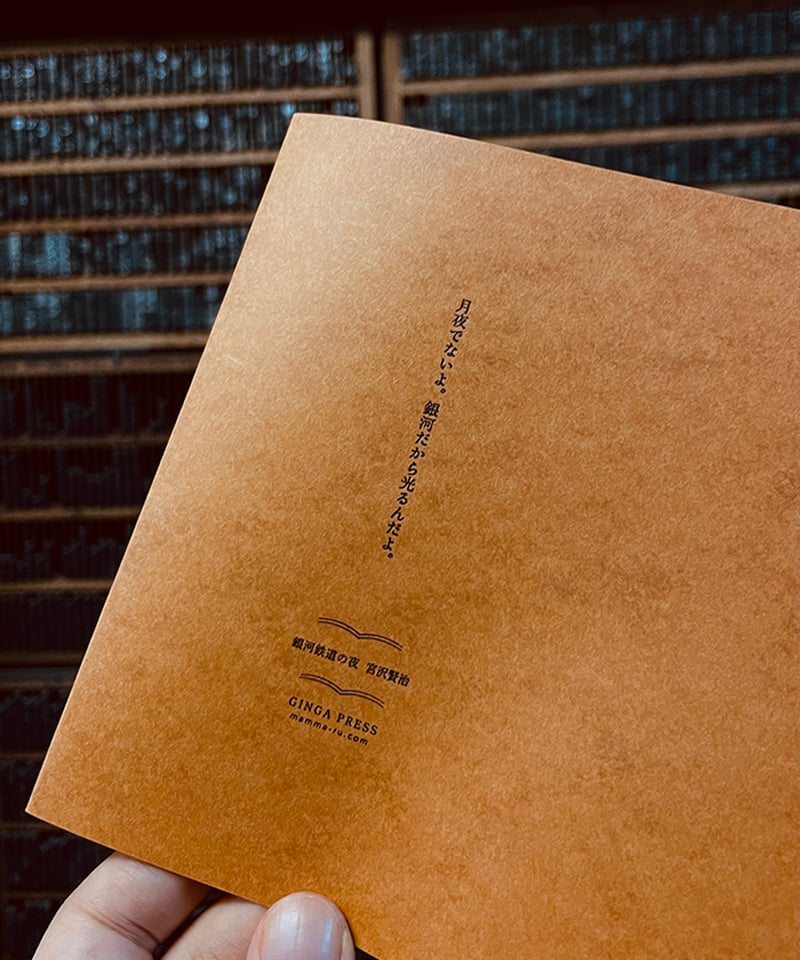 月夜でないよ。銀河だから光るんだよ。
銀河鉄道の夜 宮沢賢治
GINGA PRESS
mamma-ru.com